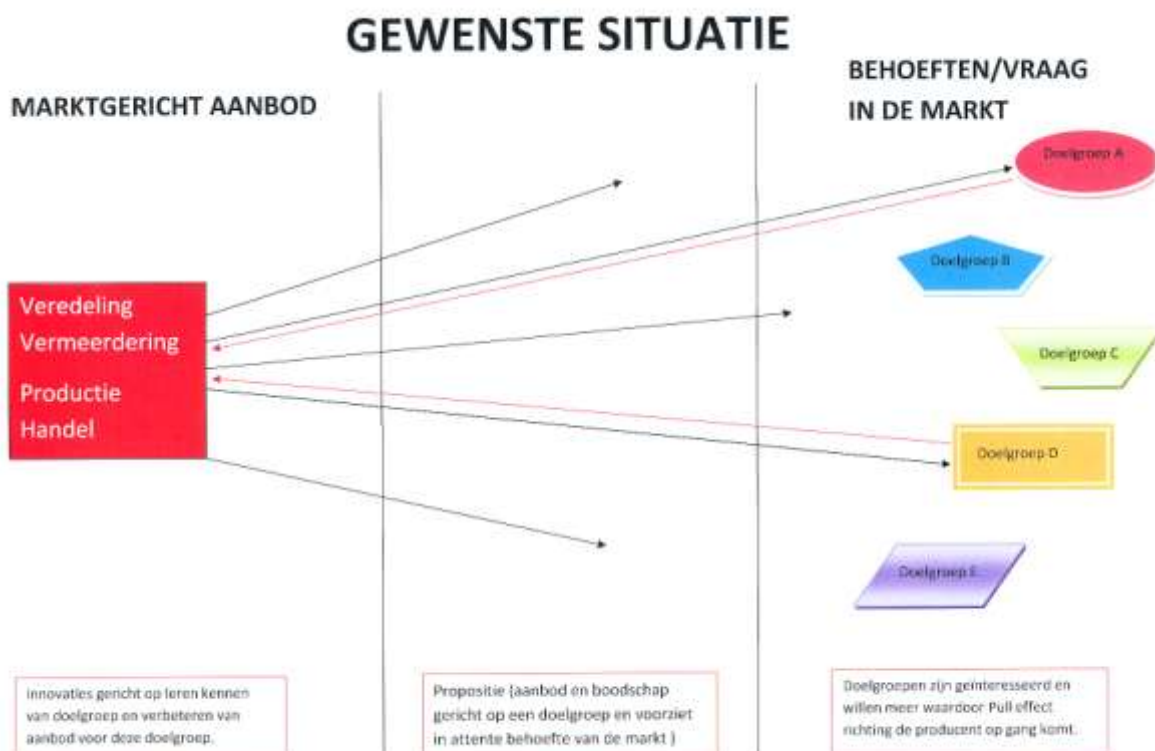 GEWENSTE SITUATIE
MARKTGERICHT AANBOD
BEHOEFTEN/VRAAG
IN DE MARKT
Doelgroep A
Doelgroep B
Doelgroep C
Doelgroep D
Doelgroep E
Veredeling
Vermeerdering
Productie
Handel
Innovaties gericht op leren kennen
van doelgroep en verbeteren van
aanbod voor deze doelgroep.
Propositie (aanbod en boodschap
gericht op een doelgroep en voorziet
in attente behoefte van de markt )
Doelgroepen zijn geïnteresseerd en
willen meer waardoor Pull effect
richting de producent op gang komt.